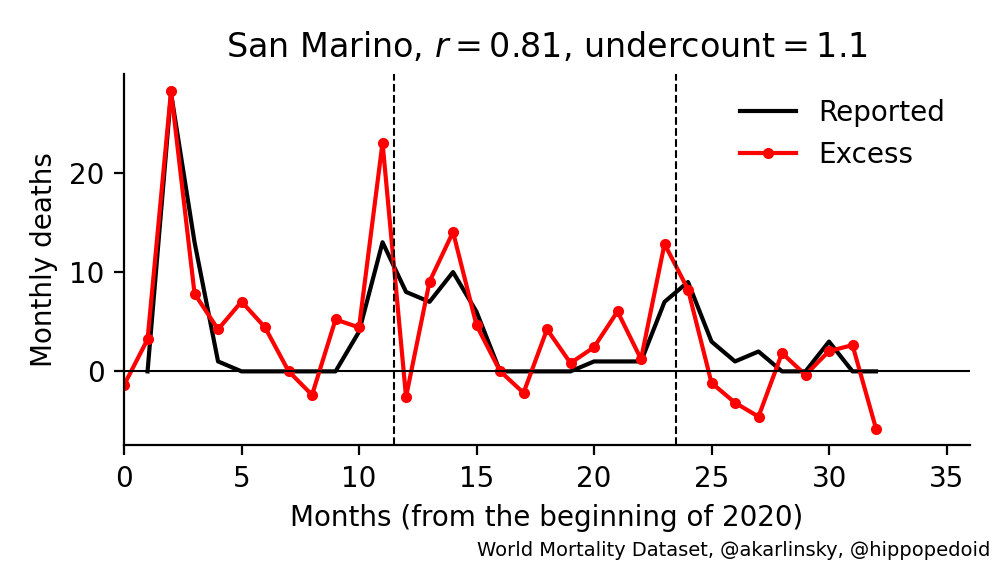 San Marino, r = 0.81, undercount = 1.1
Reported
Excess
Monthly deaths
20
10
0
0 5 10 15 20 25 30 35
Months (from the beginning of 2020)
World Mortality Dataset, @akarlinsky, @hippopedoid